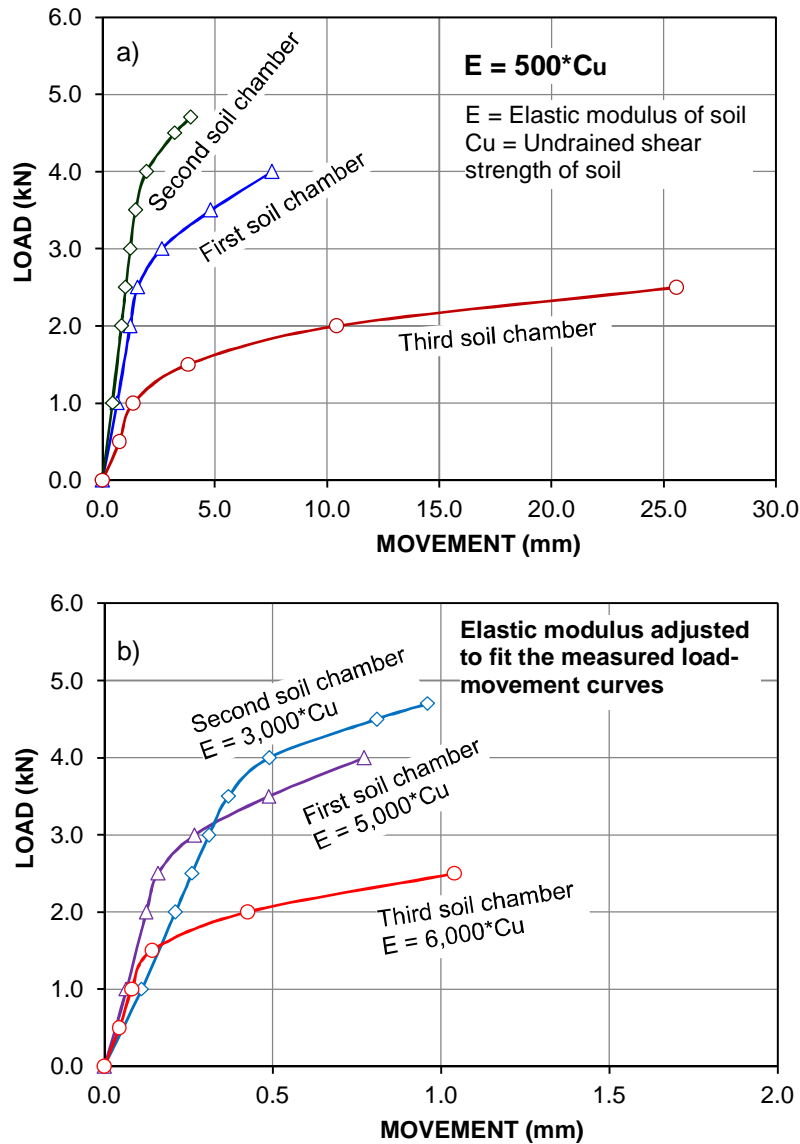 6.0
a)
E = 500*Cu
5.0
E = Elastic modulus of soil
Cu = Undrained shear
strength of soil
Second soil chamber
4.0
First soil chamber
LOAD (kN)
3.0
2.0
Third soil chamber
1.0
0.0
0.0 5.0 10.0 15.0 20.0 25.0 30.0
MOVEMENT (mm)
6.0
b)
Elastic modulus adjusted
to fit the measured load-
movement curves
5.0
Second soil chamber
E = 3,000*Cu
4.0
First soil chamber
E = 5,000*Cu
LOAD (kN)
3.0
2.0
Third soil chamber
E = 6,000*Cu
1.0
0.0
0.0 0.5 1.0 1.5 2.0
MOVEMENT (mm)